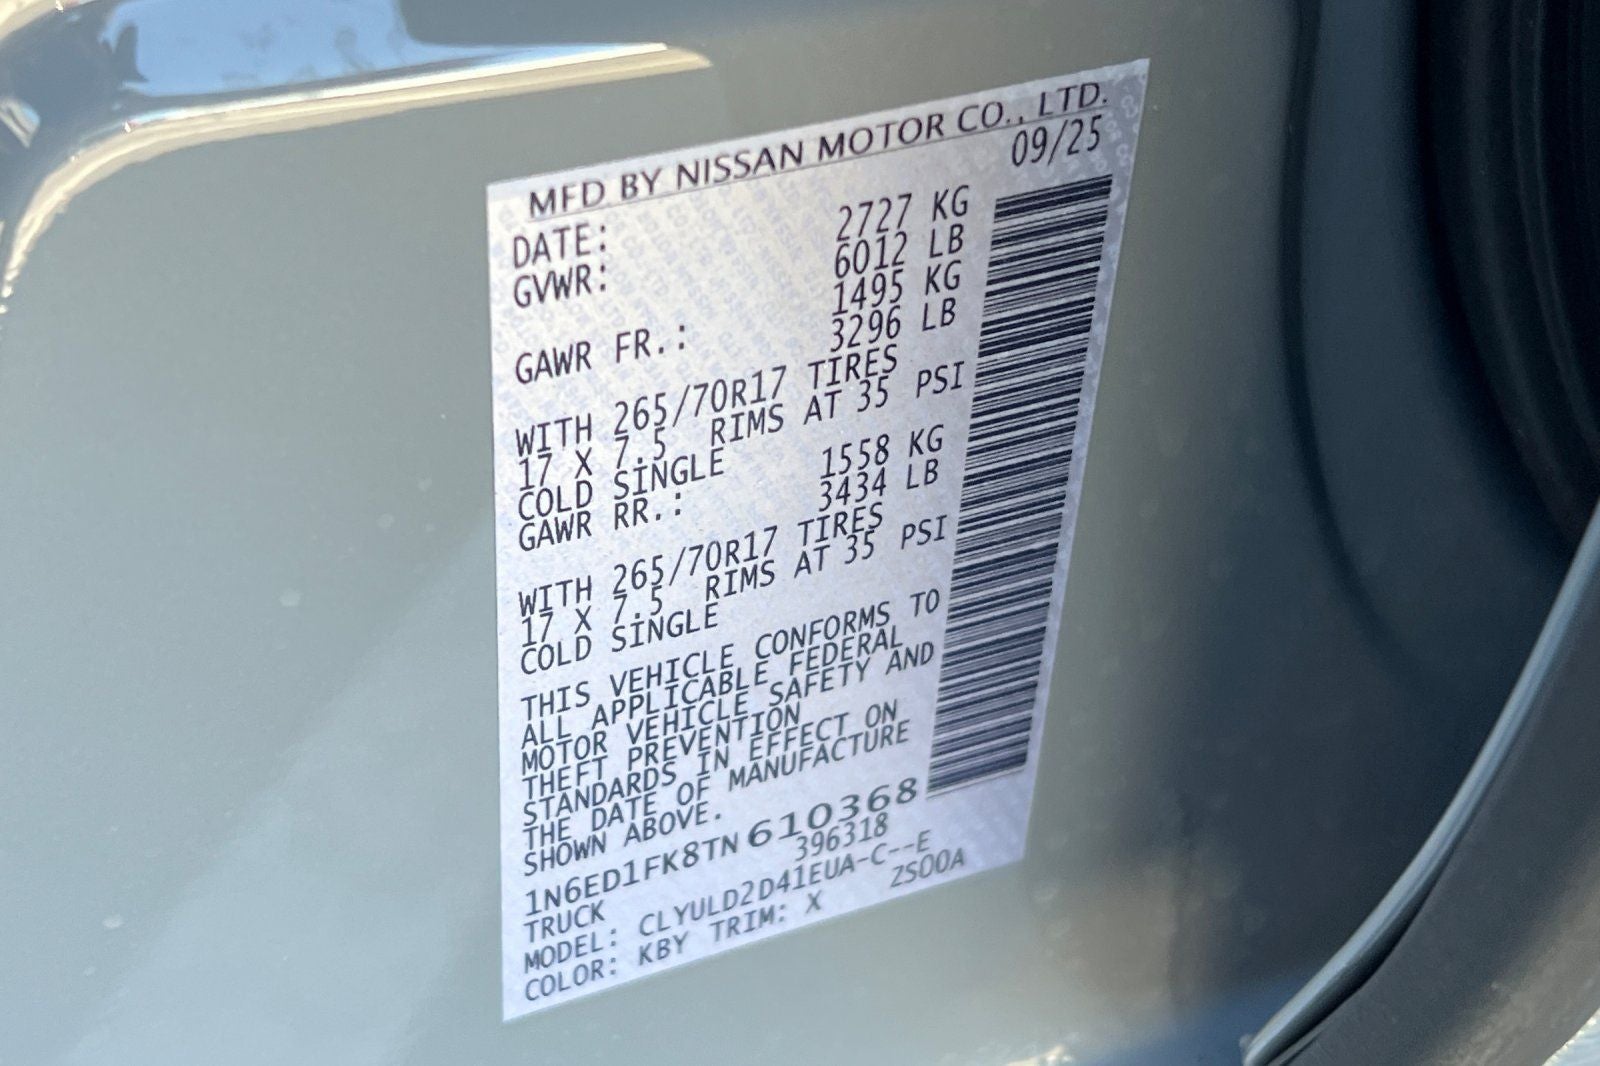 MFD BY NISSAN MOTOR CO., LTD.
DATE: 09/25
GVWR: 2727 KG
6012 LB
GAWR FR.: 1495 KG
3296 LB
WITH 265/70R17 TIRES
17 X 7.5 RIMS AT 35 PSI
COLD SINGLE
GAWR RR.: 1558 KG
3434 LB
WITH 265/70R17 TIRES
17 X 7.5 RIMS AT 35 PSI
COLD SINGLE
THIS VEHICLE CONFORMS TO
ALL APPLICABLE FEDERAL
MOTOR VEHICLE SAFETY AND
THEFT PREVENTION
STANDARDS IN EFFECT ON
THE DATE OF MANUFACTURE
SHOWN ABOVE.
1N6ED1FK8TN610368
TRUCK 396318
MODEL: CLYULD2D41EUA-C--E
COLOR: KBY TRIM: X ZS00A